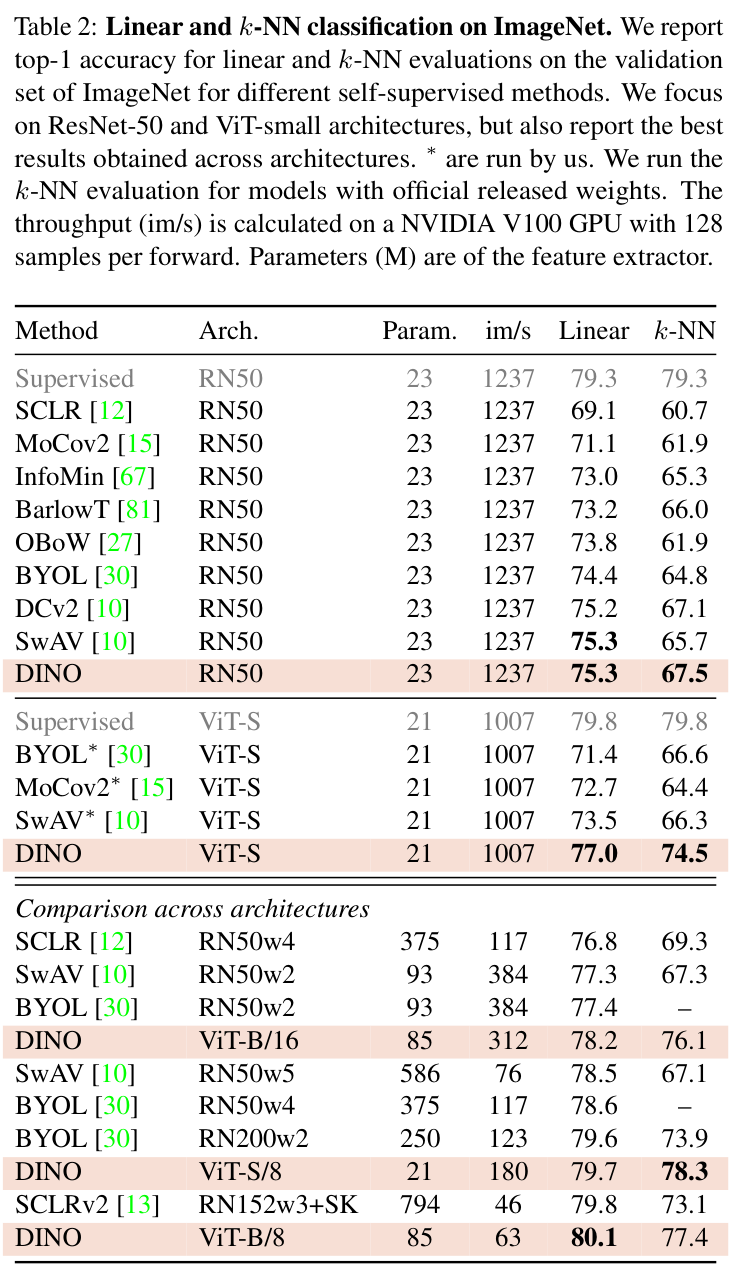 Table 2: Linear and k-NN classification on ImageNet. We report
top-1 accuracy for linear and k-NN evaluations on the validation
set of ImageNet for different self-supervised methods. We focus
on ResNet-50 and ViT-small architectures, but also report the best
results obtained across architectures. * are run by us. We run the
k-NN evaluation for models with official released weights. The
throughput (im/s) is calculated on a NVIDIA V100 GPU with 128
samples per forward. Parameters (M) are of the feature extractor.
Method Arch. Param. im/s Linear k-NN
Supervised RN50 23 1237 79.3 79.3
SCLR [12] RN50 23 1237 69.1 60.7
MoCov2 [15] RN50 23 1237 71.1 61.9
InfoMin [67] RN50 23 1237 73.0 65.3
BarlowT [81] RN50 23 1237 73.2 66.0
OBoW [27] RN50 23 1237 73.8 61.9
BYOL [30] RN50 23 1237 74.4 64.8
DCv2 [10] RN50 23 1237 75.2 67.1
SwAV [10] RN50 23 1237 75.3 65.7
DINO RN50 23 1237 75.3 67.5
Supervised ViT-S 21 1007 79.8 79.8
BYOL* [30] ViT-S 21 1007 71.4 66.6
MoCov2* [15] ViT-S 21 1007 72.7 64.4
SwAV* [10] ViT-S 21 1007 73.5 66.3
DINO ViT-S 21 1007 77.0 74.5
Comparison across architectures
SCLR [12] RN50w4 375 117 76.8 69.3
SwAV [10] RN50w2 93 384 77.3 67.3
BYOL [30] RN50w2 93 384 77.4 –
DINO ViT-B/16 85 312 78.2 76.1
SwAV [10] RN50w5 586 76 78.5 67.1
BYOL [30] RN50w4 375 117 78.6 –
BYOL [30] RN200w2 250 123 79.6 73.9
DINO ViT-S/8 21 180 79.7 78.3
SCLRv2 [13] RN152w3+SK 794 46 79.8 73.1
DINO ViT-B/8 85 63 80.1 77.4